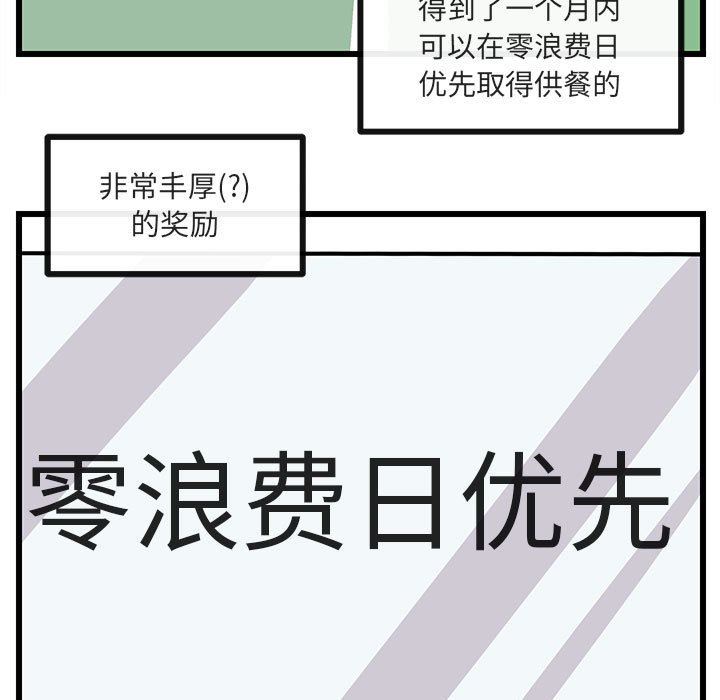 得到了一个月内
可以在零浪费日
优先取得供餐的
非常丰厚(?)
的奖励
零浪费日优先